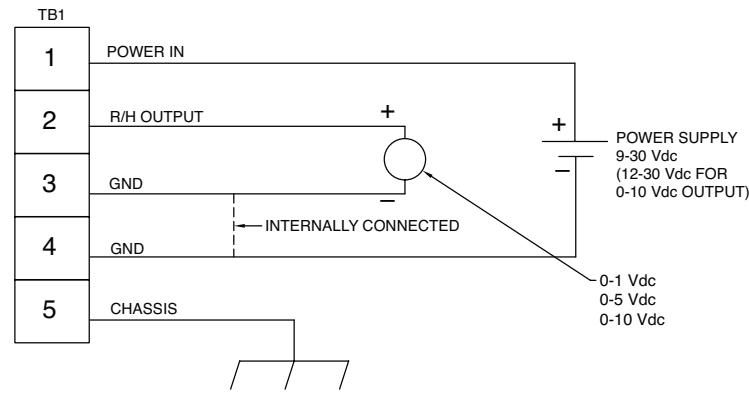 TB1
1
POWER IN
2
R/H OUTPUT
+
+
POWER SUPPLY
9-30 Vdc
(12-30 Vdc FOR
0-10 Vdc OUTPUT)
–
3
GND
–
INTERNALLY CONNECTED
4
GND
0-1 Vdc
0-5 Vdc
0-10 Vdc
5
CHASSIS